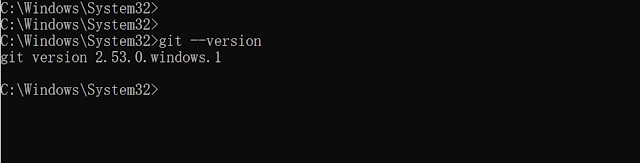 C:\Windows\System32>
C:\Windows\System32>
C:\Windows\System32>git --version
git version 2.53.0.windows.1
C:\Windows\System32>